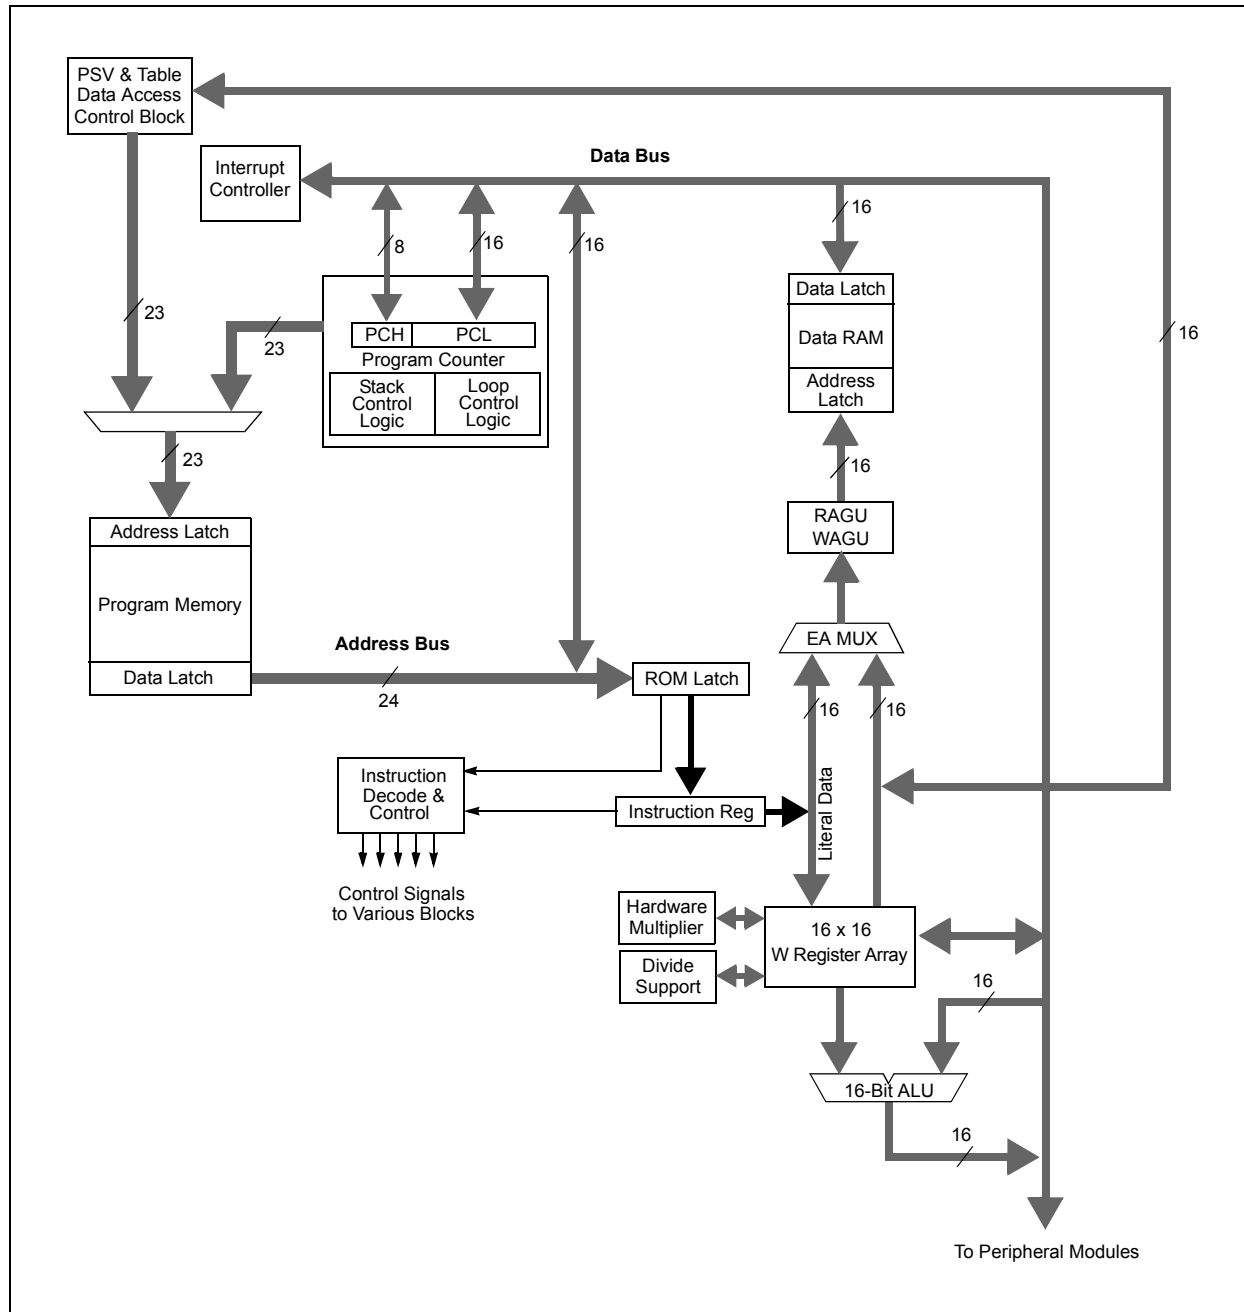 PSV & Table
Data Access
Control Block
Data Bus
Interrupt
Controller
16
8
16
16
23
23
16
PCH
PCL
Program Counter
Stack
Control
Logic
Loop
Control
Logic
Data Latch
Data RAM
Address
Latch
23
16
Address Latch
Program Memory
Data Latch
RAGU
WAGU
Address Bus
24
EA MUX
ROM Latch
16
16
Instruction
Decode &
Control
Instruction Reg
Literal Data
Control Signals
to Various Blocks
Hardware
Multiplier
16 x 16
W Register Array
Divide
Support
16
16-Bit ALU
16
To Peripheral Modules